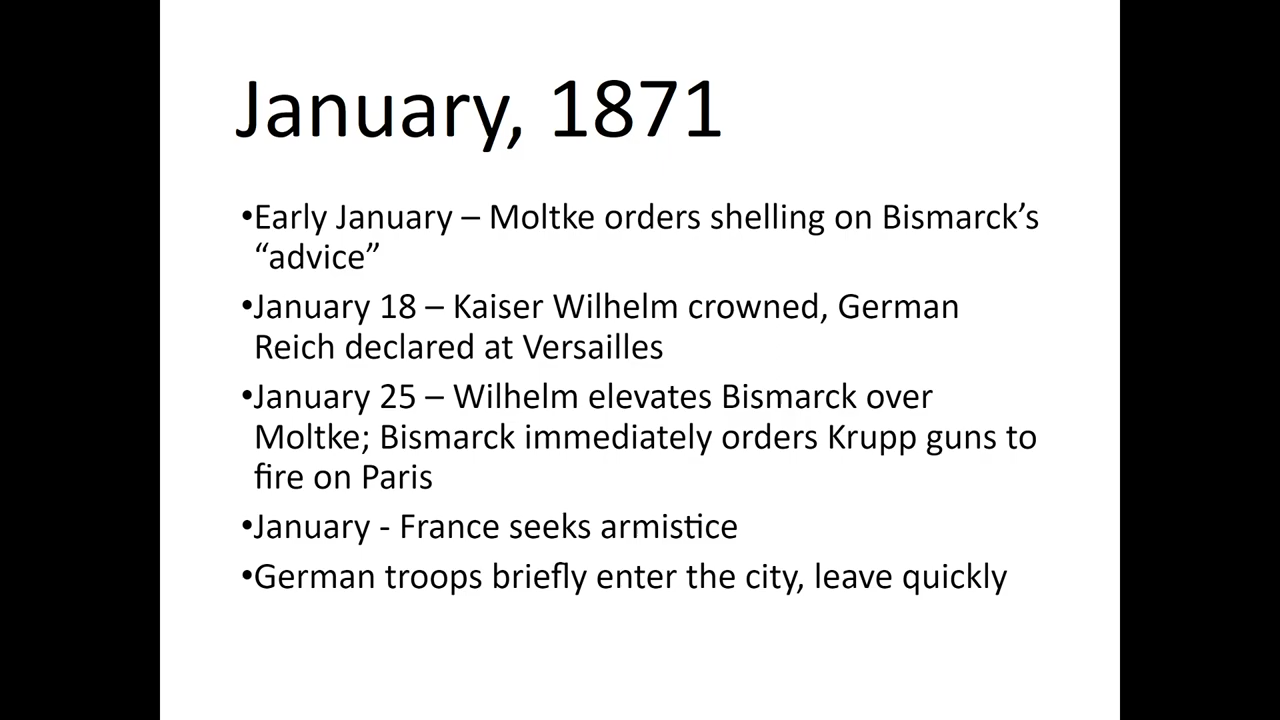 January, 1871
•Early January – Moltke orders shelling on Bismarck’s
“advice”
•January 18 – Kaiser Wilhelm crowned, German
Reich declared at Versailles
•January 25 – Wilhelm elevates Bismarck over
Moltke; Bismarck immediately orders Krupp guns to
fire on Paris
•January - France seeks armistice
•German troops briefly enter the city, leave quickly